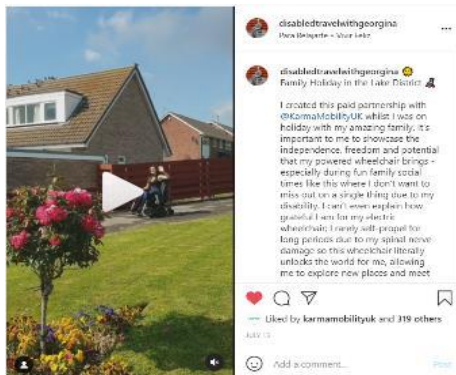 disabledtravelwithgeorgina
Para Relajarte • Vivir Feliz
disabledtravelwithgeorgina
Family Holiday in the Lake District
I created this paid partnership with
@KarmaMobilityUK whilst I was on
holiday with my amazing family. It's
important to me to showcase the
independence, freedom and potential
that my powered wheelchair brings -
especially during fun family social
times like this where I don't want to
miss out on a single thing due to my
disability. I can't even explain how
grateful I am for my electric
wheelchair; I rarely self-propel for
long periods due to my spinal nerve
damage so this wheelchair literally
unlocks the world for me, allowing
me to explore new places and meet
Liked by karmamobilityuk and 319 others
Add a comment...
Post